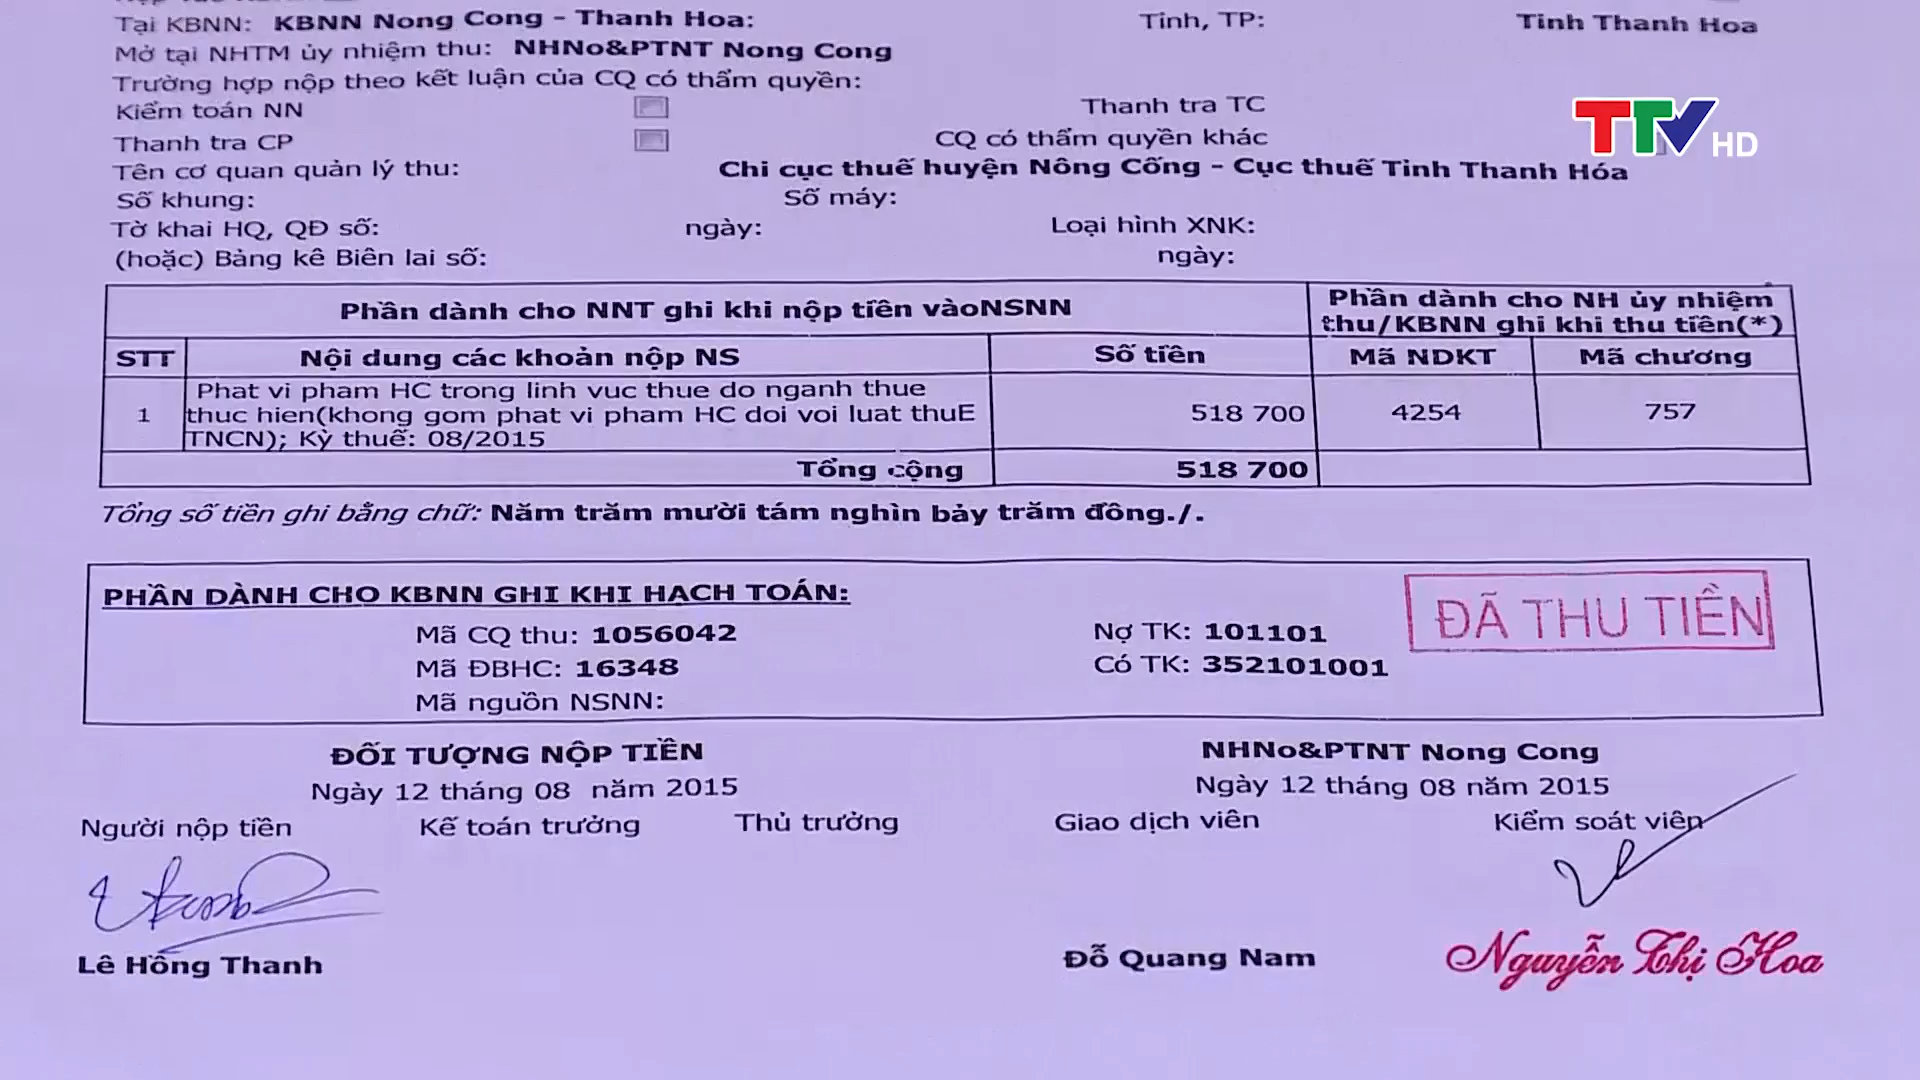 Tại KBNN: KBNN Nong Cong - Thanh Hoa: Tỉnh, TP: Tinh Thanh Hoa
Mở tại NHTM ủy nhiệm thu: NHNo&PTNT Nong Cong
Trường hợp nộp theo kết luận của CQ có thẩm quyền:
Kiểm toán NN Thanh tra TC
Thanh tra CP CQ có thẩm quyền khác
TTV HD
Tên cơ quan quản lý thu: Chi cục thuế huyện Nông Cống - Cục thuế Tỉnh Thanh Hóa
Số khung: Số máy:
Tờ khai HQ, QĐ số: ngày: Loại hình XNK:
(hoặc) Bảng kê Biên lai số: ngày:
Phần dành cho NNT ghi khi nộp tiền vàoNSNN
Phần dành cho NH ủy nhiệm
thu/KBNN ghi khi thu tiền(*)
STT Nội dung các khoản nộp NS Số tiền Mã NDKT Mã chương
Phat vi pham HC trong linh vuc thue do nganh thue
1 thuc hien(khong gom phat vi pham HC doi voi luat thuE 518 700 4254 757
TNCN); Kỳ thuế: 08/2015
Tổng cộng 518 700
Tổng số tiền ghi bằng chữ: Năm trăm mười tám nghìn bảy trăm đồng./.
PHẦN DÀNH CHO KBNN GHI KHI HẠCH TOÁN:
ĐÃ THU TIỀN
Mã CQ thu: 1056042 Nợ TK: 101101
Mã ĐBHC: 16348 Có TK: 352101001
Mã nguồn NSNN:
ĐỐI TƯỢNG NỘP TIỀN NHNo&PTNT Nong Cong
Ngày 12 tháng 08 năm 2015 Ngày 12 tháng 08 năm 2015
Người nộp tiền Kế toán trưởng Thủ trưởng Giao dịch viên Kiểm soát viên
Lê Hồng Thanh Đỗ Quang Nam Nguyễn Thị Hoa